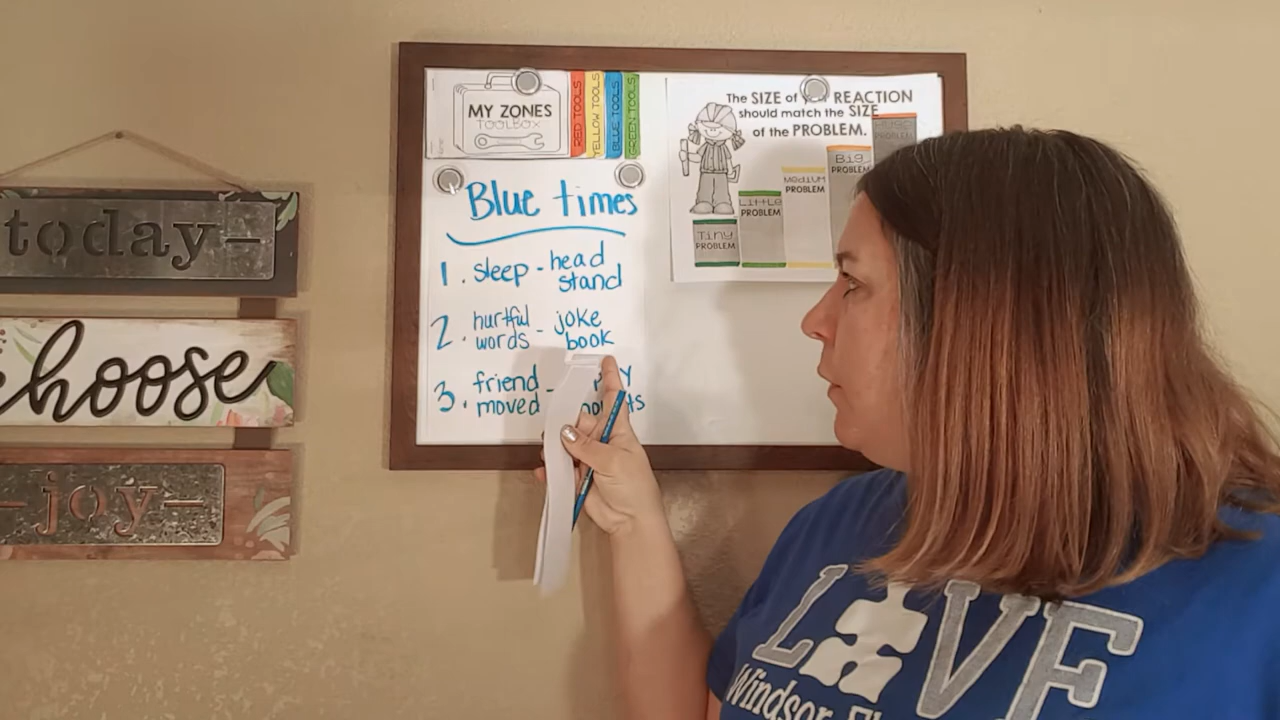 today-
choose
-joy-
MY ZONES
TOOLBOX
RED TOOLS
YELLOW TOOLS
BLUE TOOLS
GREEN TOOLS
Blue times
1. sleep - head
stand
2. hurtful words - joke
book
3. friend
moved
The SIZE of REACTION
should match the SIZE
of the PROBLEM.
Tiny
PROBLEM
Little
PROBLEM
Medium
PROBLEM
Big
PROBLEM
PROBLEM
LOVE
Windsor